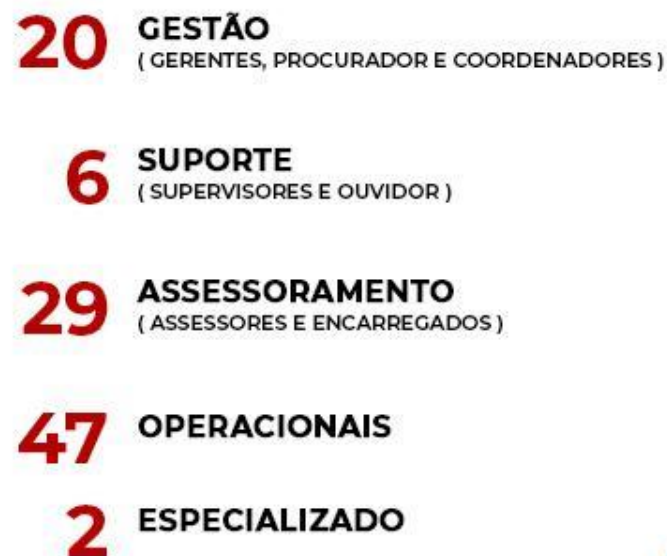 20 GESTÃO
( GERENTES, PROCURADOR E COORDENADORES )
6 SUPORTE
( SUPERVISORES E OUVIDOR )
29 ASSESSORAMENTO
( ASSESSORES E ENCARREGADOS )
47 OPERACIONAIS
2 ESPECIALIZADO